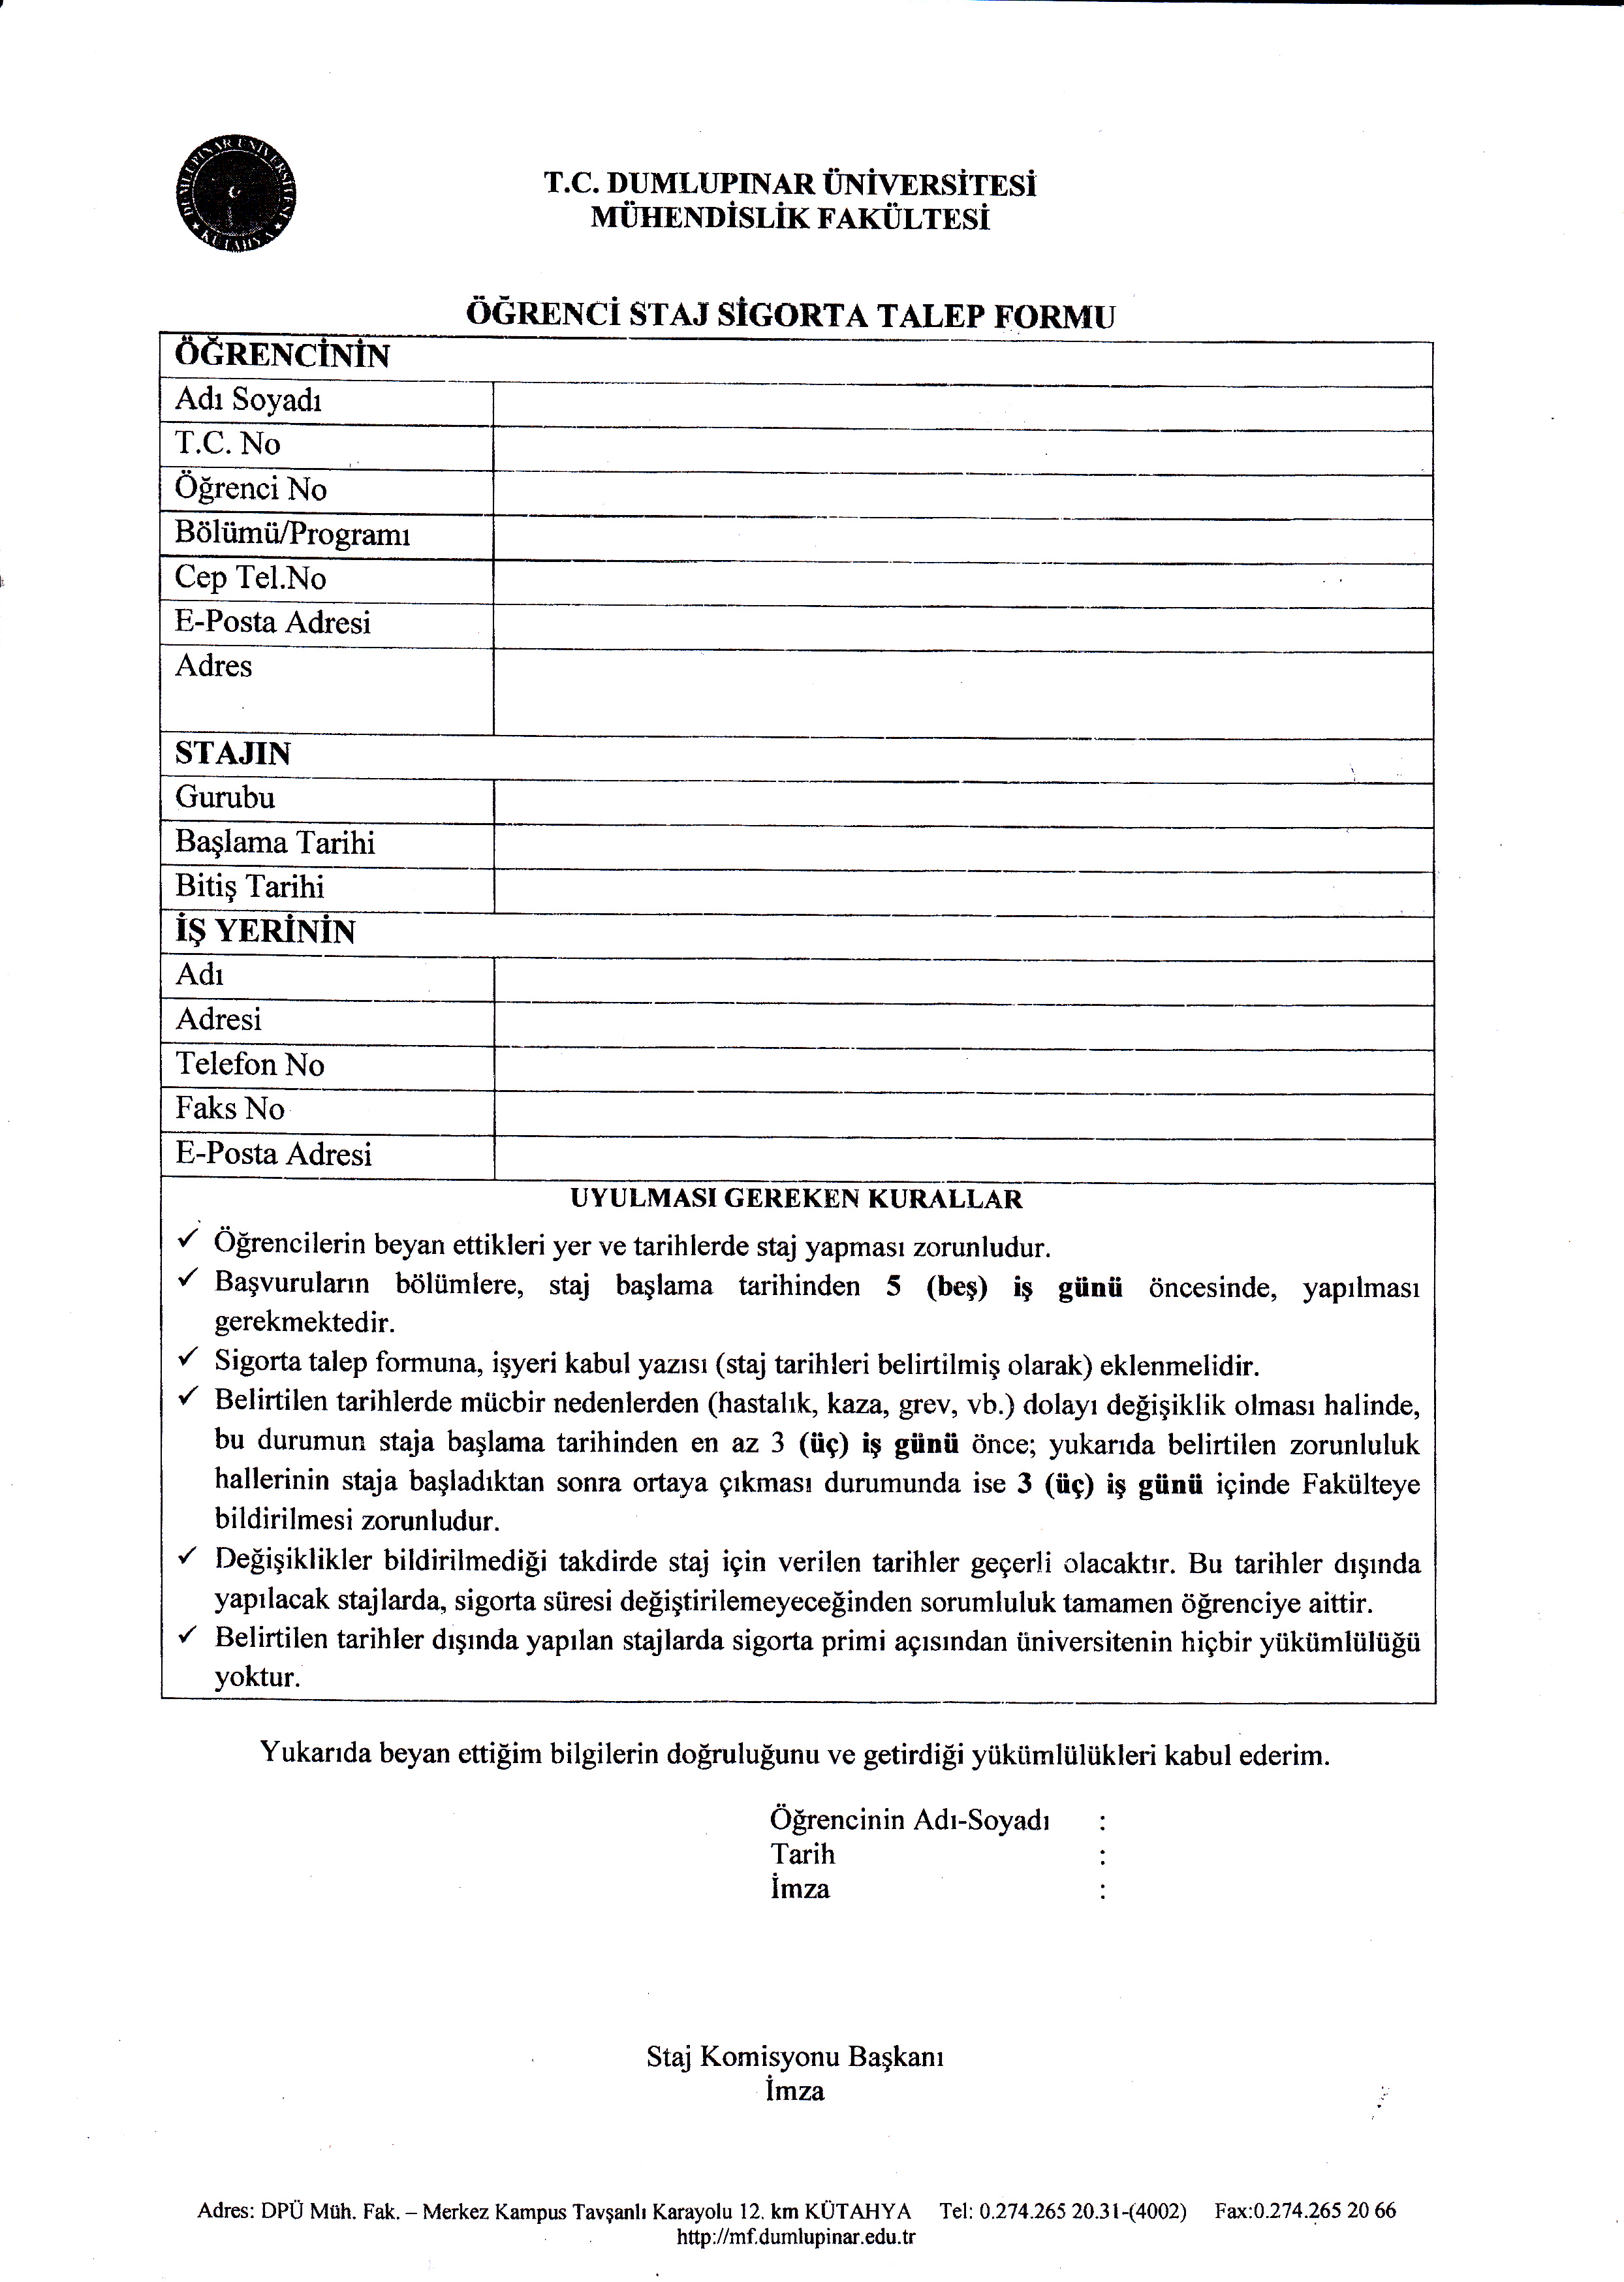 DUMLUPINAR ÜNİVERSİTESİ
KÜTAHYA
T.C. DUMLUPINAR ÜNİVERSİTESİ
MÜHENDİSLİK FAKÜLTESİ
ÖĞRENCİ STAJ SİGORTA TALEP FORMU
ÖĞRENCİNİN
Adı Soyadı
T.C. No
Öğrenci No
Bölümü/Programı
Cep Tel.No
E-Posta Adresi
Adres
STAJIN
Gurubu
Başlama Tarihi
Bitiş Tarihi
İŞ YERİNİN
Adı
Adresi
Telefon No
Faks No
E-Posta Adresi
UYULMASI GEREKEN KURALLAR
✓ Öğrencilerin beyan ettikleri yer ve tarihlerde staj yapması zorunludur.
✓ Başvuruların bölümlere, staj başlama tarihinden 5 (beş) iş günü öncesinde, yapılması
gerekmektedir.
✓ Sigorta talep formuna, işyeri kabul yazısı (staj tarihleri belirtilmiş olarak) eklenmelidir.
✓ Belirtilen tarihlerde mücbir nedenlerden (hastalık, kaza, grev, vb.) dolayı değişiklik olması halinde,
bu durumun staja başlama tarihinden en az 3 (üç) iş günü önce; yukarıda belirtilen zorunluluk
hallerinin staja başladıktan sonra ortaya çıkması durumunda ise 3 (üç) iş günü içinde Fakülteye
bildirilmesi zorunludur.
✓ Değişiklikler bildirilmediği takdirde staj için verilen tarihler geçerli olacaktır. Bu tarihler dışında
yapılacak stajlarda, sigorta süresi değiştirilemeyeceğinden sorumluluk tamamen öğrenciye aittir.
✓ Belirtilen tarihler dışında yapılan stajlarda sigorta primi açısından üniversitenin hiçbir yükümlülüğü
yoktur.
Yukarıda beyan ettiğim bilgilerin doğruluğunu ve getirdiği yükümlülükleri kabul ederim.
Öğrencinin Adı-Soyadı :
Tarih :
İmza :
Staj Komisyonu Başkanı
İmza
Adres: DPÜ Müh. Fak. – Merkez Kampus Tavşanlı Karayolu 12. km KÜTAHYA Tel: 0.274.265 20.31-(4002) Fax:0.274.265 20 66
http://mf.dumlupinar.edu.tr